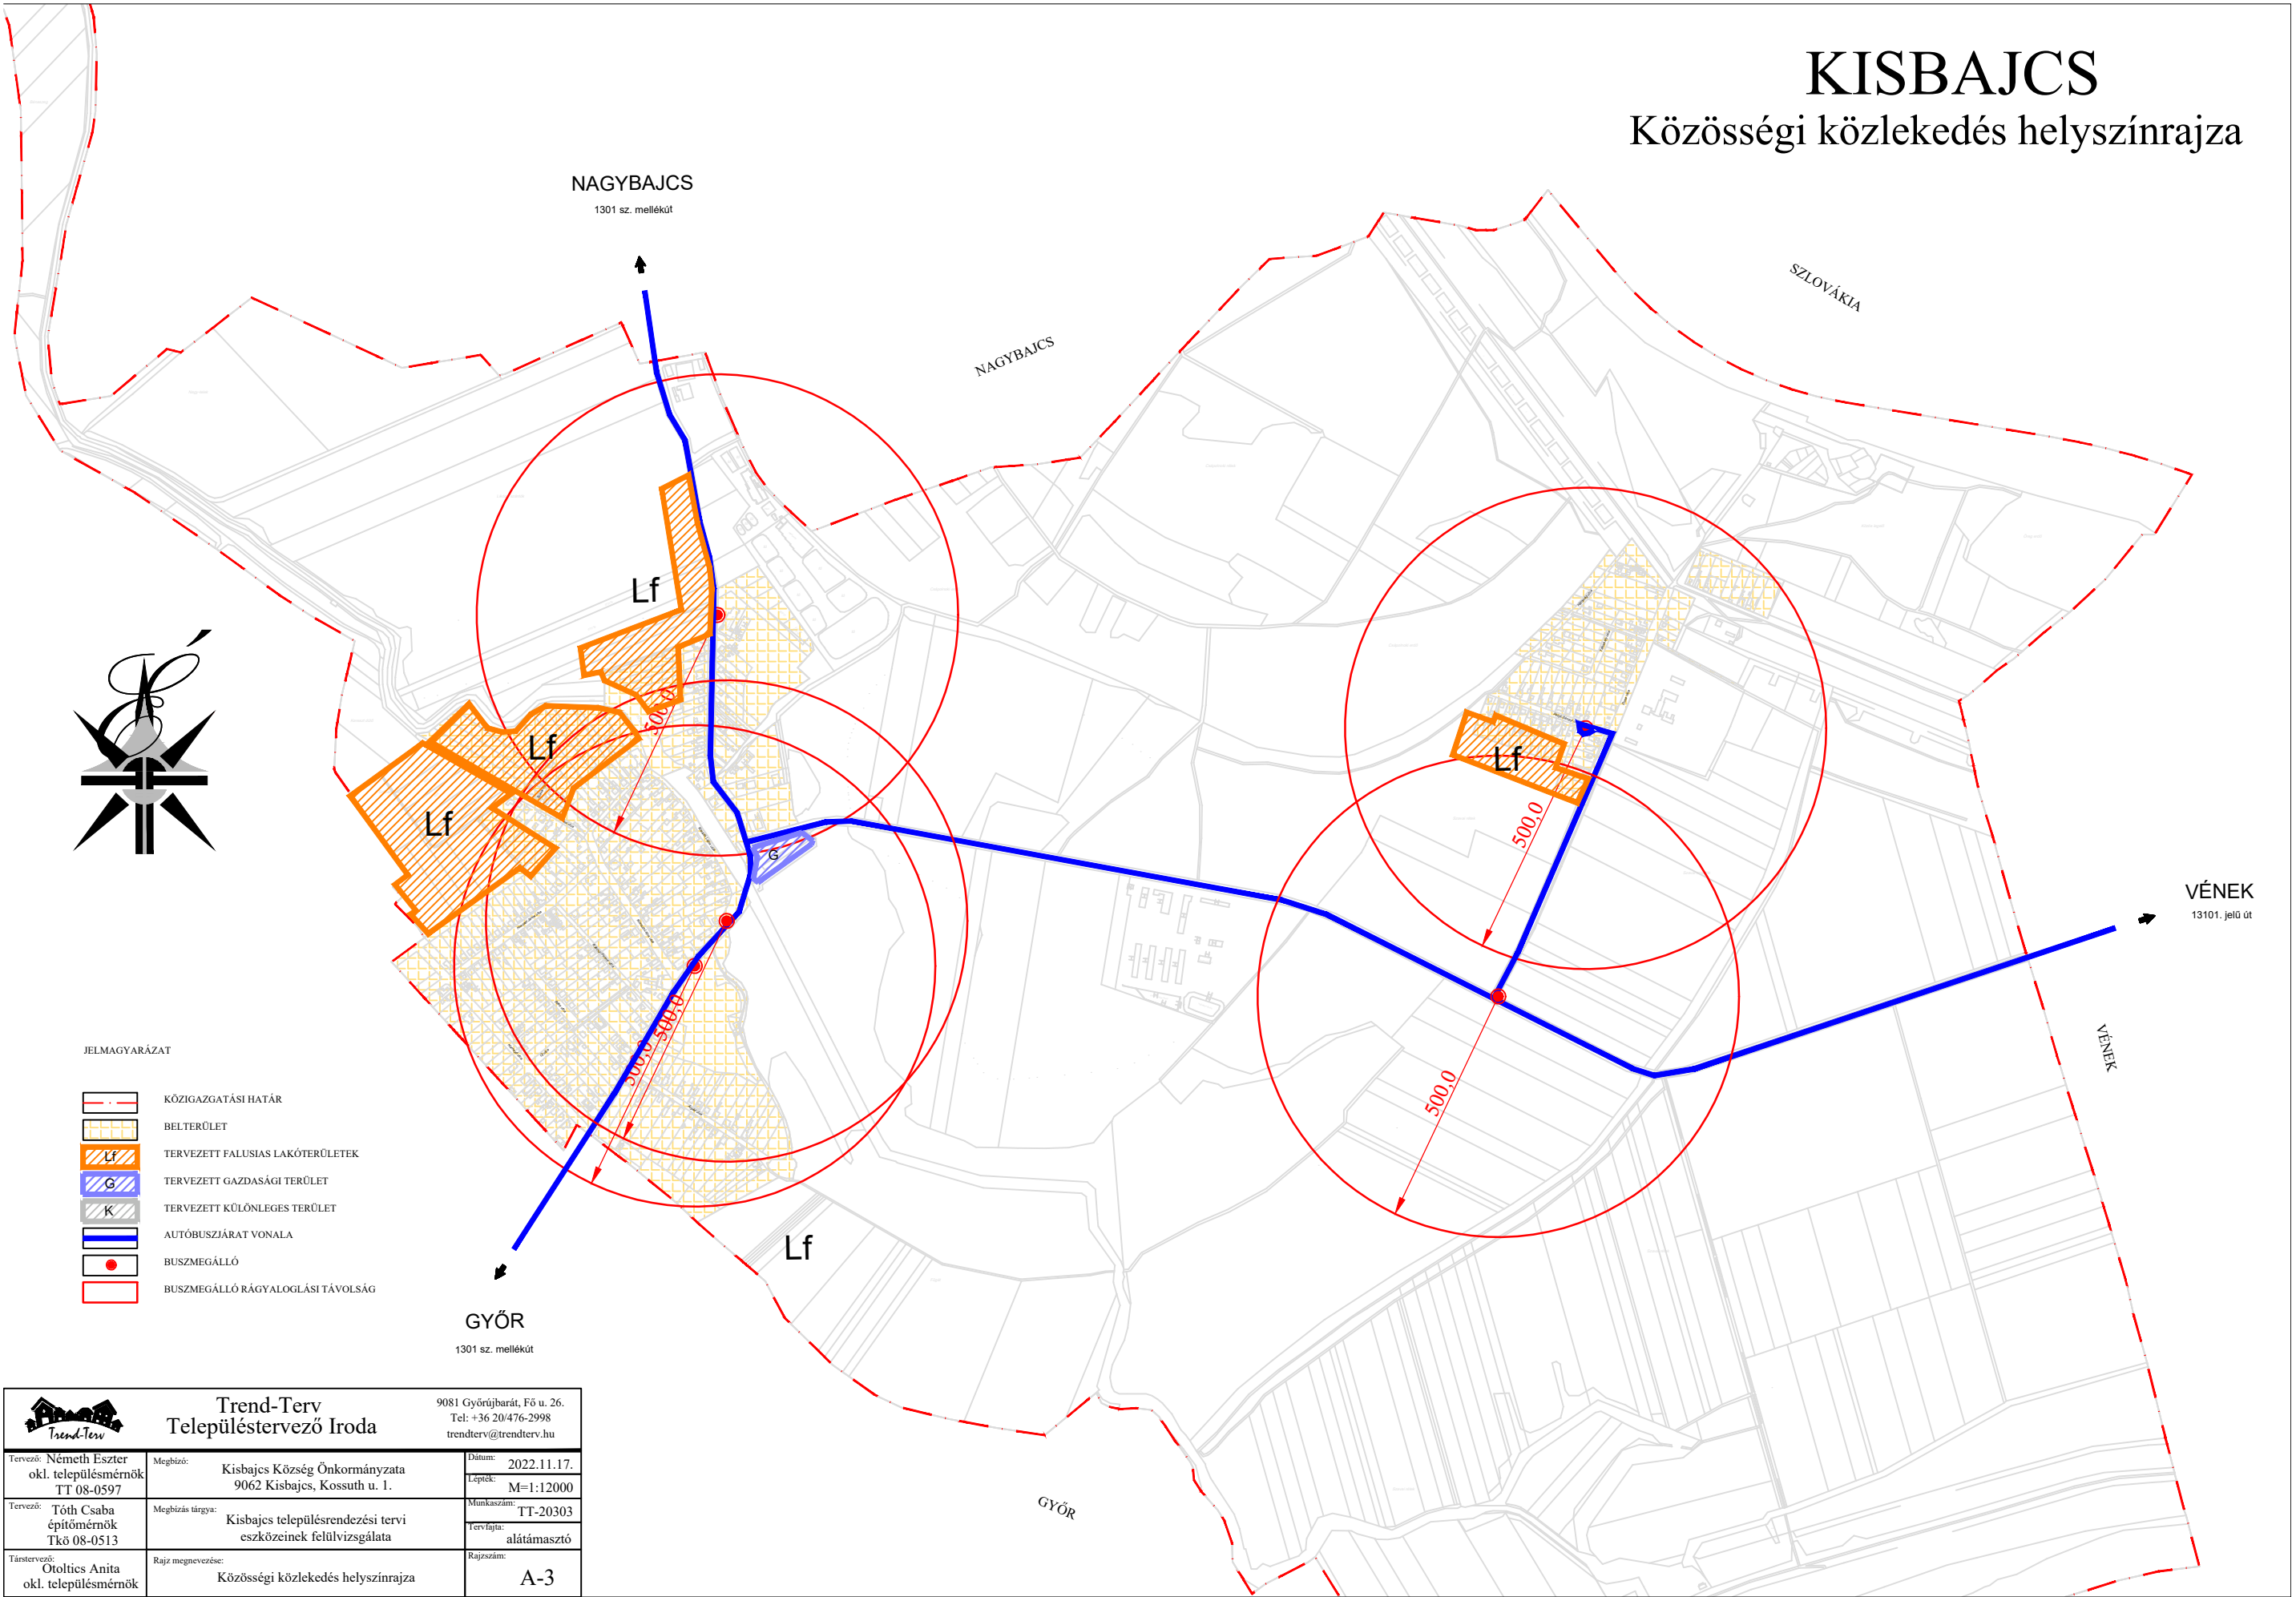 KISBAJCS
Közösségi közlekedés helyszínrajza
NAGYBAJCS
1301 sz. mellékút
SZLOVÁKIA
NAGYBAJCS
Lf
Lf
Lf
Lf
G
500,0
500,0
500,0
500,0
500,0
VÉNEK
13101. jelű út
VÉNEK
Lf
GYŐR
1301 sz. mellékút
GYŐR
JELMAGYARÁZAT
KÖZIGAZGATÁSI HATÁR
BELTERÜLET
Lf TERVEZETT FALUSIAS LAKÓTERÜLETEK
G TERVEZETT GAZDASÁGI TERÜLET
K TERVEZETT KÜLÖNLEGES TERÜLET
AUTÓBUSZJÁRAT VONALA
BUSZMEGÁLLÓ
BUSZMEGÁLLÓ RÁGYALOGLÁSI TÁVOLSÁG
Trend-Terv
Trend-Terv
Településtervező Iroda
9081 Győrújbarát, Fő u. 26.
Tel: +36 20/476-2998
trendterv@trendterv.hu
Tervező: Németh Eszter
okl. településmérnök
TT 08-0597
Megbízó:
Kisbajcs Község Önkormányzata
9062 Kisbajcs, Kossuth u. 1.
Dátum: 2022.11.17.
Lépték: M=1:12000
Tervező: Tóth Csaba
építőmérnök
Tkö 08-0513
Megbízás tárgya:
Kisbajcs településrendezési tervi
eszközeinek felülvizsgálata
Munkaszám: TT-20303
Tervfajta: alátámasztó
Társtervező:
Otoltics Anita
okl. településmérnök
Rajz megnevezése:
Közösségi közlekedés helyszínrajza
Rajzszám:
A-3